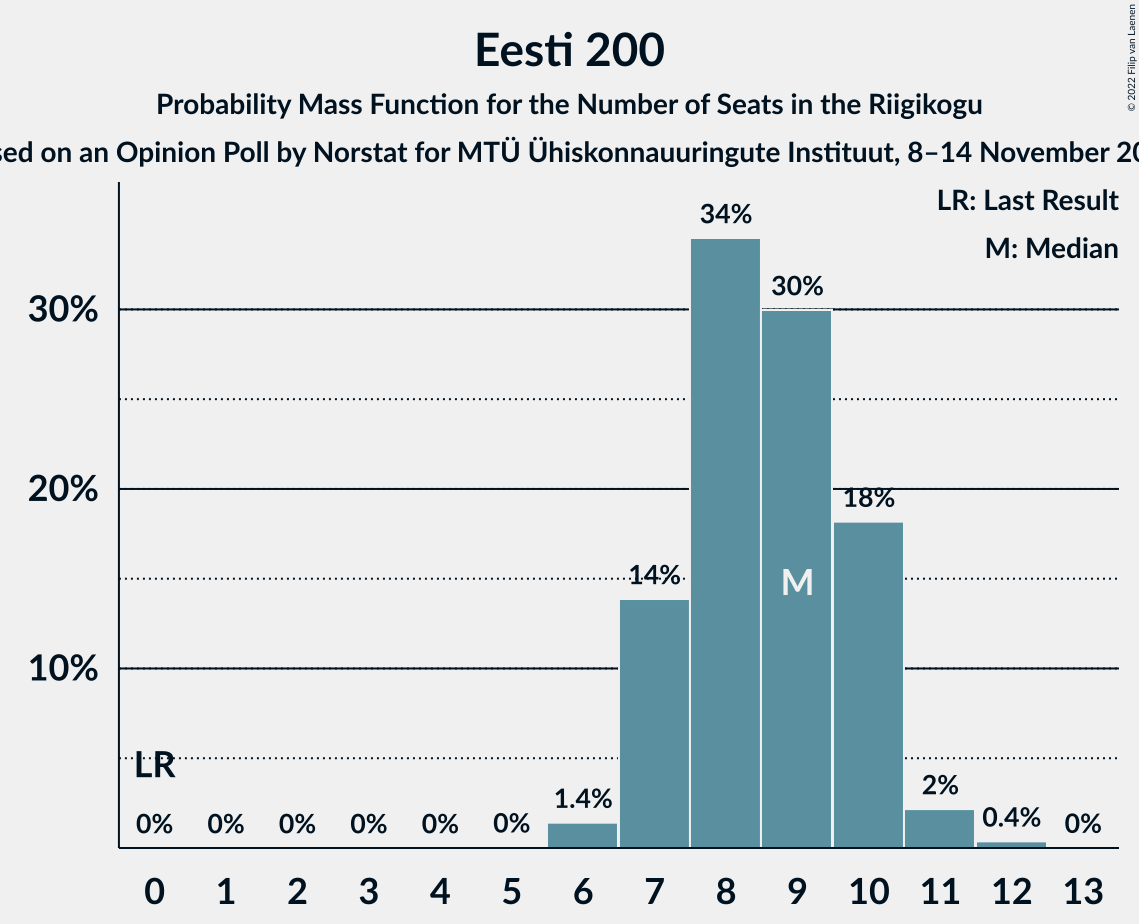 Eesti 200
Probability Mass Function for the Number of Seats in the Riigikogu
sed on an Opinion Poll by Norstat for MTÜ Ühiskonnauuringute Instituut, 8–14 November 20
© 2022 Filip van Laenen
LR: Last Result
M: Median
34%
30%
30%
20%
18%
14%
M
10%
LR
2%
1.4%
0.4%
0% 0% 0% 0% 0% 0% 0%
0 1 2 3 4 5 6 7 8 9 10 11 12 13